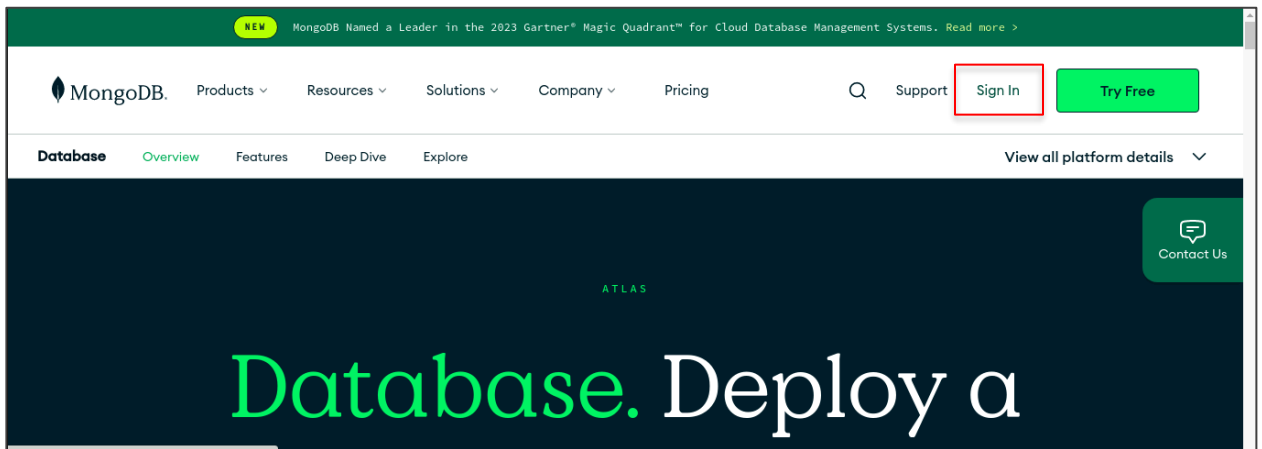 NEW MongoDB Named a Leader in the 2023 Gartner® Magic Quadrant™ for Cloud Database Management Systems. Read more >
MongoDB. Products Resources Solutions Company Pricing Support Sign In Try Free
Database Overview Features Deep Dive Explore View all platform details
Contact Us
ATLAS
Database. Deploy a